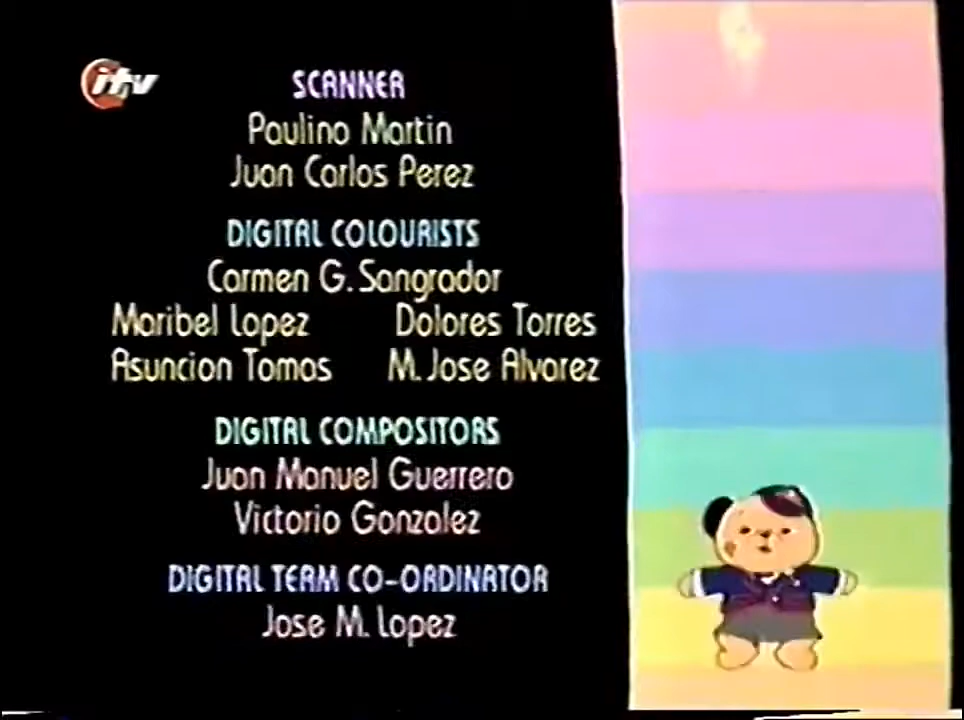 itv
SCANNER
Paulino Martin
Juan Carlos Perez
DIGITAL COLOURISTS
Carmen G. Sangrador
Maribel Lopez Dolores Torres
Asuncion Tomas M. Jose Alvarez
DIGITAL COMPOSITORS
Juan Manuel Guerrero
Victorio Gonzalez
DIGITAL TEAM CO-ORDINATOR
Jose M. Lopez